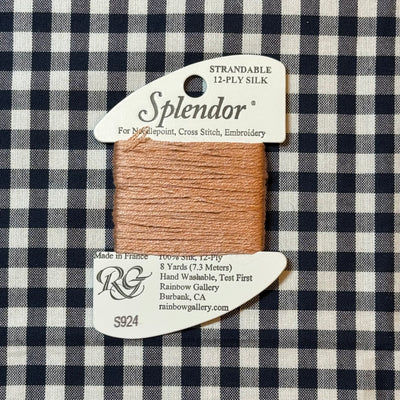 STRANDABLE
12-PLY SILK
Splendor®
For Needlepoint, Cross Stitch, Embroidery
Made in France
100% Silk, 12-Ply
8 Yards (7.3 Meters)
Hand Washable, Test First
Rainbow Gallery
Burbank, CA
rainbowgallery.com
RG
S924